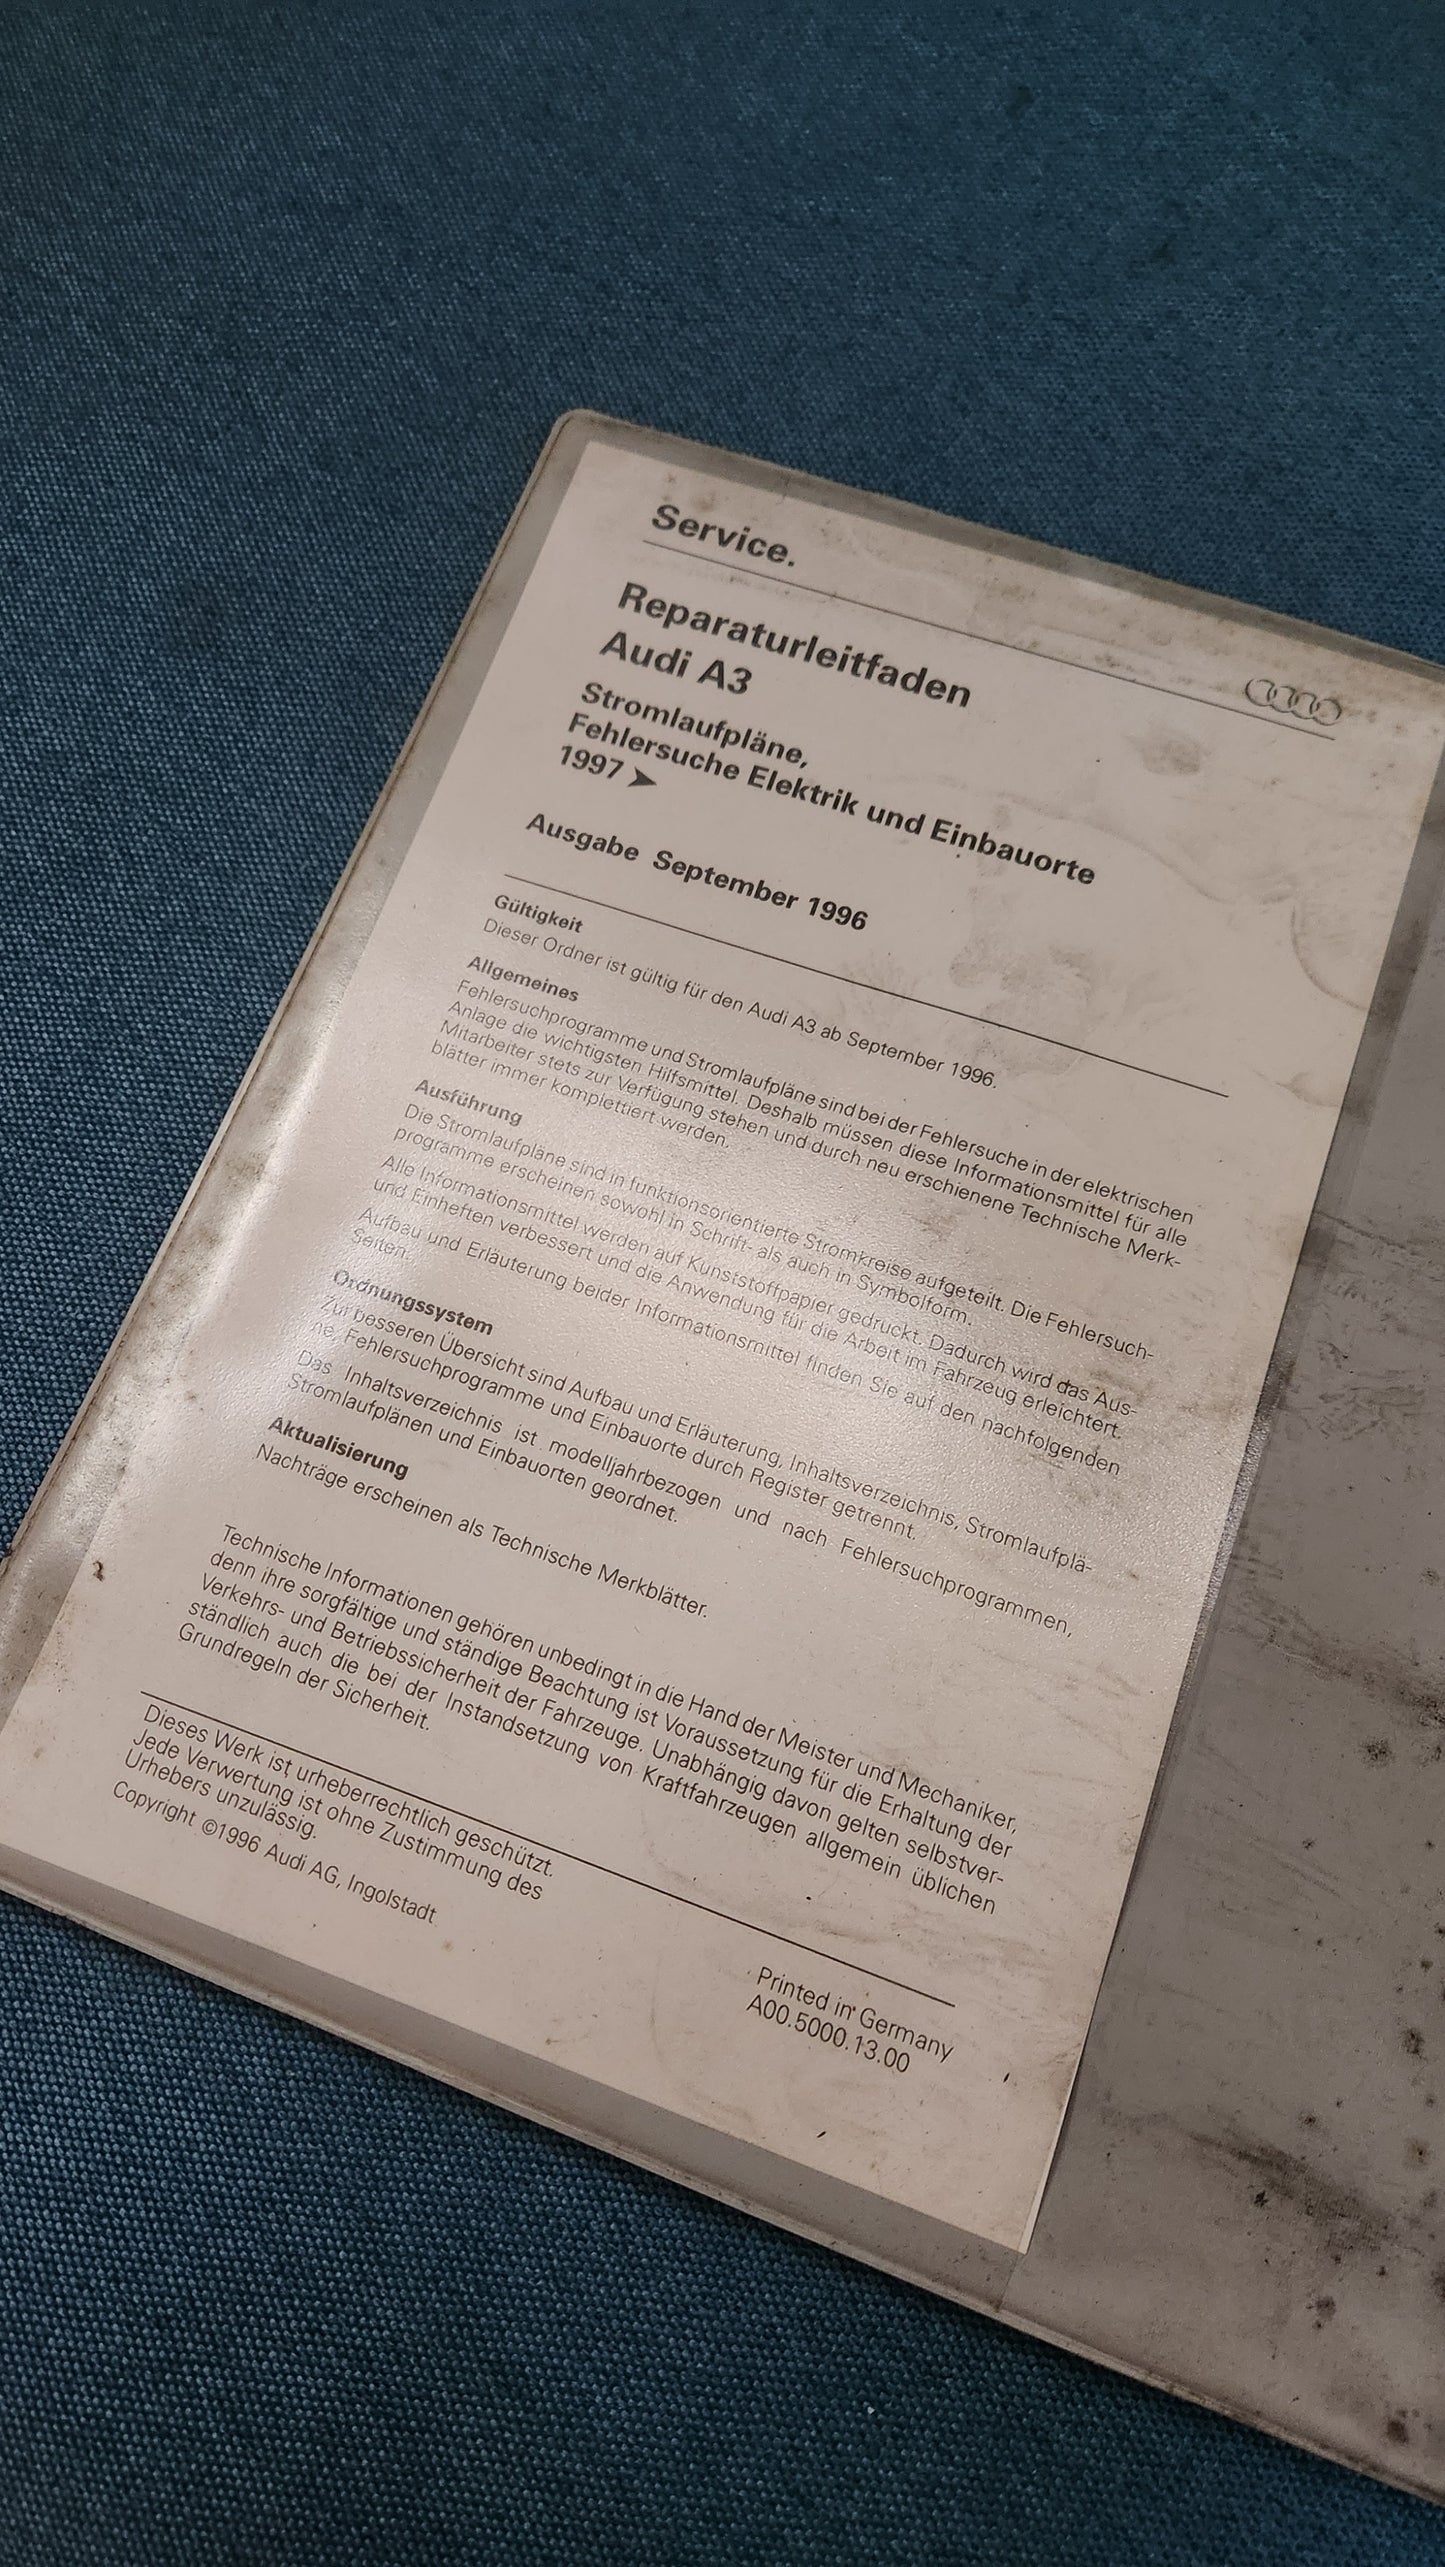 Service.
Reparaturleitfaden
Audi A3
Stromlaufpläne,
Fehlersuche Elektrik und Einbauorte
1997 ➤
Ausgabe September 1996
Gültigkeit
Dieser Ordner ist gültig für den Audi A3 ab September 1996.
Allgemeines
Fehlersuchprogramme und Stromlaufpläne sind bei der Fehlersuche in der elektrischen
Anlage die wichtigsten Hilfsmittel. Deshalb müssen diese Informationsmittel für alle
Mitarbeiter stets zur Verfügung stehen und durch neu erschienene Technische Merk-
blätter immer komplettiert werden.
Ausführung
Die Stromlaufpläne sind in funktionsorientierte Stromkreise aufgeteilt. Die Fehlersuch-
programme erscheinen sowohl in Schrift- als auch in Symbolform.
Alle Informationsmittel werden auf Kunststoffpapier gedruckt. Dadurch wird das Aus-
und Einheften verbessert und die Anwendung für die Arbeit im Fahrzeug erleichtert.
Aufbau und Erläuterung beider Informationsmittel finden Sie auf den nachfolgenden
Seiten.
Ordnungssystem
Zur besseren Übersicht sind Aufbau und Erläuterung, Inhaltsverzeichnis, Stromlaufplä-
ne, Fehlersuchprogramme und Einbauorte durch Register getrennt.
Das Inhaltsverzeichnis ist modelljahrbezogen und nach Fehlersuchprogrammen,
Stromlaufplänen und Einbauorten geordnet.
Aktualisierung
Nachträge erscheinen als Technische Merkblätter.
Technische Informationen gehören unbedingt in die Hand der Meister und Mechaniker,
denn ihre sorgfältige und ständige Beachtung ist Voraussetzung für die Erhaltung der
Verkehrs- und Betriebssicherheit der Fahrzeuge. Unabhängig davon gelten selbstver-
ständlich auch die bei der Instandsetzung von Kraftfahrzeugen allgemein üblichen
Grundregeln der Sicherheit.
Dieses Werk ist urheberrechtlich geschützt.
Jede Verwertung ist ohne Zustimmung des
Urhebers unzulässig.
Copyright ©1996 Audi AG, Ingolstadt
Printed in Germany
A00.5000.13.00